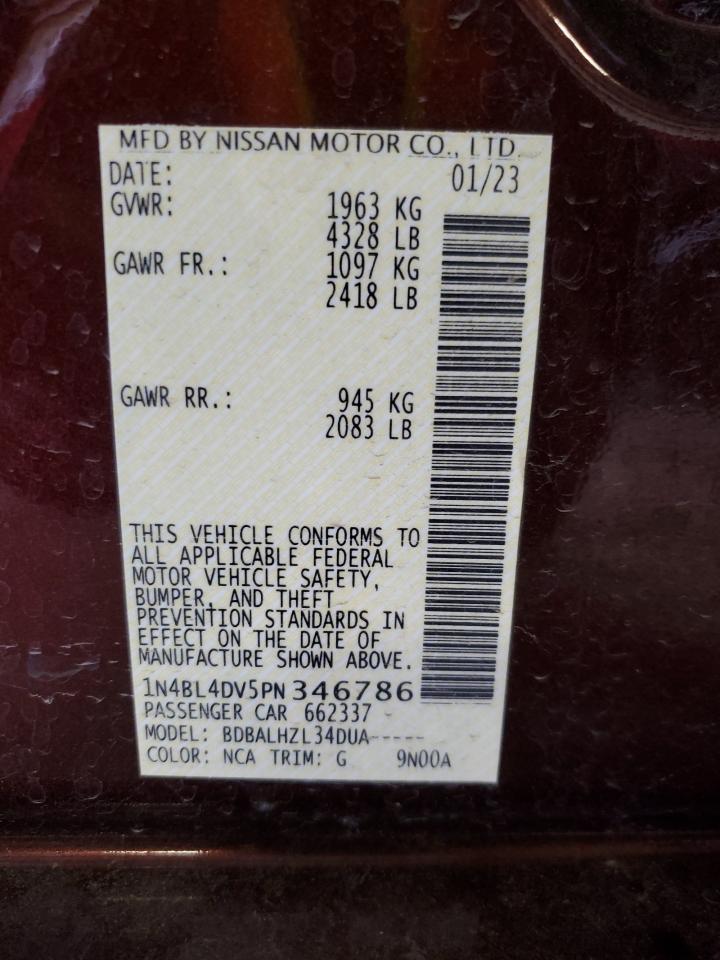 MFD BY NISSAN MOTOR CO., LTD.
DATE: 01/23
GVWR: 1963 KG
4328 LB
GAWR FR.: 1097 KG
2418 LB
GAWR RR.: 945 KG
2083 LB
THIS VEHICLE CONFORMS TO
ALL APPLICABLE FEDERAL
MOTOR VEHICLE SAFETY,
BUMPER, AND THEFT
PREVENTION STANDARDS IN
EFFECT ON THE DATE OF
MANUFACTURE SHOWN ABOVE.
1N4BL4DV5PN346786
PASSENGER CAR 662337
MODEL: BDBALHZL34DUA-----
COLOR: NCA TRIM: G 9N00A